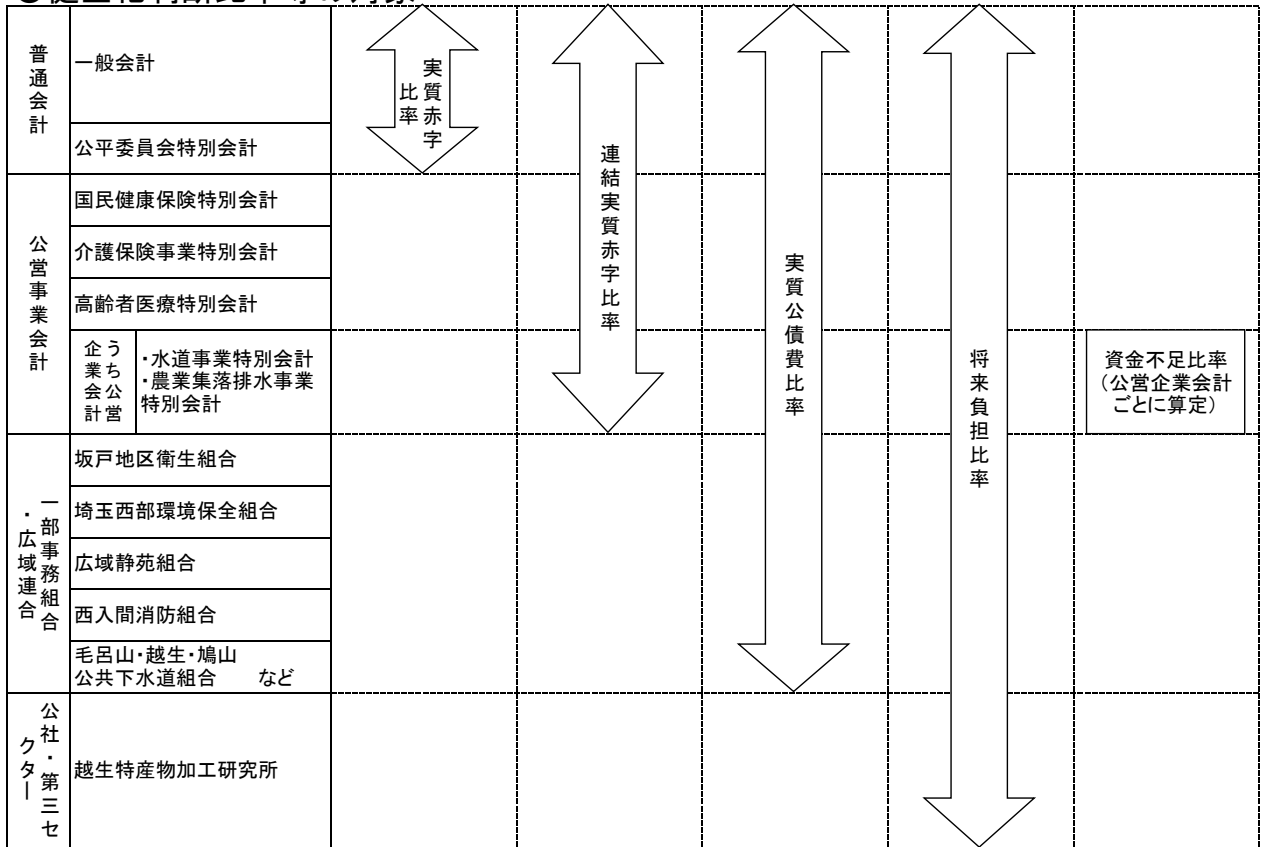 普通会計
一般会計
公平委員会特別会計
実質赤字
比率
連結実質赤字比率
実質公債費比率
将来負担比率
公営事業会計
国民健康保険特別会計
介護保険事業特別会計
高齢者医療特別会計
うち公営
企業会計
・水道事業特別会計
・農業集落排水事業
特別会計
資金不足比率
(公営企業会計
ごとに算定)
一部事務組合
・広域連合
坂戸地区衛生組合
埼玉西部環境保全組合
広域静苑組合
西入間消防組合
毛呂山・越生・鳩山
公共下水道組合　　など
公社・第三セ
クター
越生特産物加工研究所